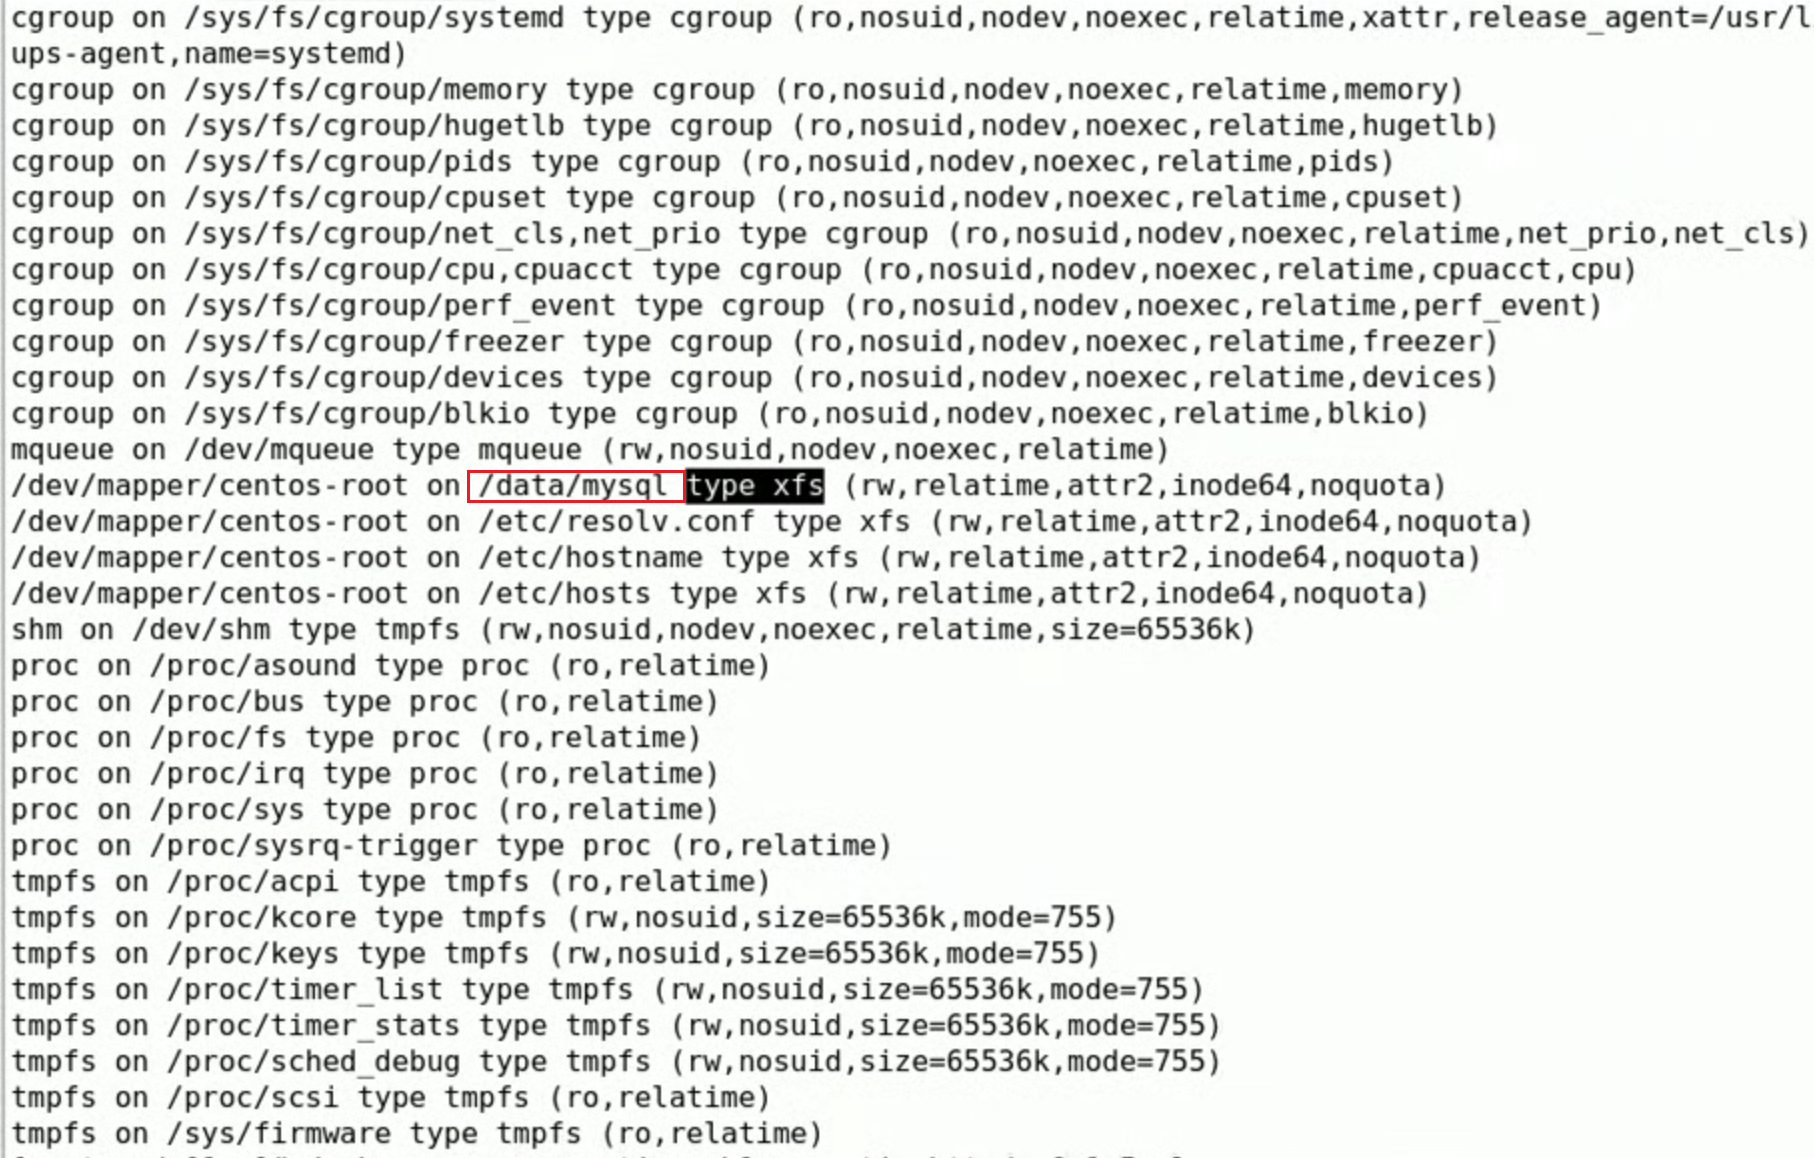 cgroup on /sys/fs/cgroup/systemd type cgroup (ro,nosuid,nodev,noexec,relatime,xattr,release_agent=/usr/l
ups-agent,name=systemd)
cgroup on /sys/fs/cgroup/memory type cgroup (ro,nosuid,nodev,noexec,relatime,memory)
cgroup on /sys/fs/cgroup/hugetlb type cgroup (ro,nosuid,nodev,noexec,relatime,hugetlb)
cgroup on /sys/fs/cgroup/pids type cgroup (ro,nosuid,nodev,noexec,relatime,pids)
cgroup on /sys/fs/cgroup/cpuset type cgroup (ro,nosuid,nodev,noexec,relatime,cpuset)
cgroup on /sys/fs/cgroup/net_cls,net_prio type cgroup (ro,nosuid,nodev,noexec,relatime,net_prio,net_cls)
cgroup on /sys/fs/cgroup/cpu,cpuacct type cgroup (ro,nosuid,nodev,noexec,relatime,cpuacct,cpu)
cgroup on /sys/fs/cgroup/perf_event type cgroup (ro,nosuid,nodev,noexec,relatime,perf_event)
cgroup on /sys/fs/cgroup/freezer type cgroup (ro,nosuid,nodev,noexec,relatime,freezer)
cgroup on /sys/fs/cgroup/devices type cgroup (ro,nosuid,nodev,noexec,relatime,devices)
cgroup on /sys/fs/cgroup/blkio type cgroup (ro,nosuid,nodev,noexec,relatime,blkio)
mqueue on /dev/mqueue type mqueue (rw,nosuid,nodev,noexec,relatime)
/dev/mapper/centos-root on /data/mysql type xfs (rw,relatime,attr2,inode64,noquota)
/dev/mapper/centos-root on /etc/resolv.conf type xfs (rw,relatime,attr2,inode64,noquota)
/dev/mapper/centos-root on /etc/hostname type xfs (rw,relatime,attr2,inode64,noquota)
/dev/mapper/centos-root on /etc/hosts type xfs (rw,relatime,attr2,inode64,noquota)
shm on /dev/shm type tmpfs (rw,nosuid,nodev,noexec,relatime,size=65536k)
proc on /proc/asound type proc (ro,relatime)
proc on /proc/bus type proc (ro,relatime)
proc on /proc/fs type proc (ro,relatime)
proc on /proc/irq type proc (ro,relatime)
proc on /proc/sys type proc (ro,relatime)
proc on /proc/sysrq-trigger type proc (ro,relatime)
tmpfs on /proc/acpi type tmpfs (ro,relatime)
tmpfs on /proc/kcore type tmpfs (rw,nosuid,size=65536k,mode=755)
tmpfs on /proc/keys type tmpfs (rw,nosuid,size=65536k,mode=755)
tmpfs on /proc/timer_list type tmpfs (rw,nosuid,size=65536k,mode=755)
tmpfs on /proc/timer_stats type tmpfs (rw,nosuid,size=65536k,mode=755)
tmpfs on /proc/sched_debug type tmpfs (rw,nosuid,size=65536k,mode=755)
tmpfs on /proc/scsi type tmpfs (ro,relatime)
tmpfs on /sys/firmware type tmpfs (ro,relatime)